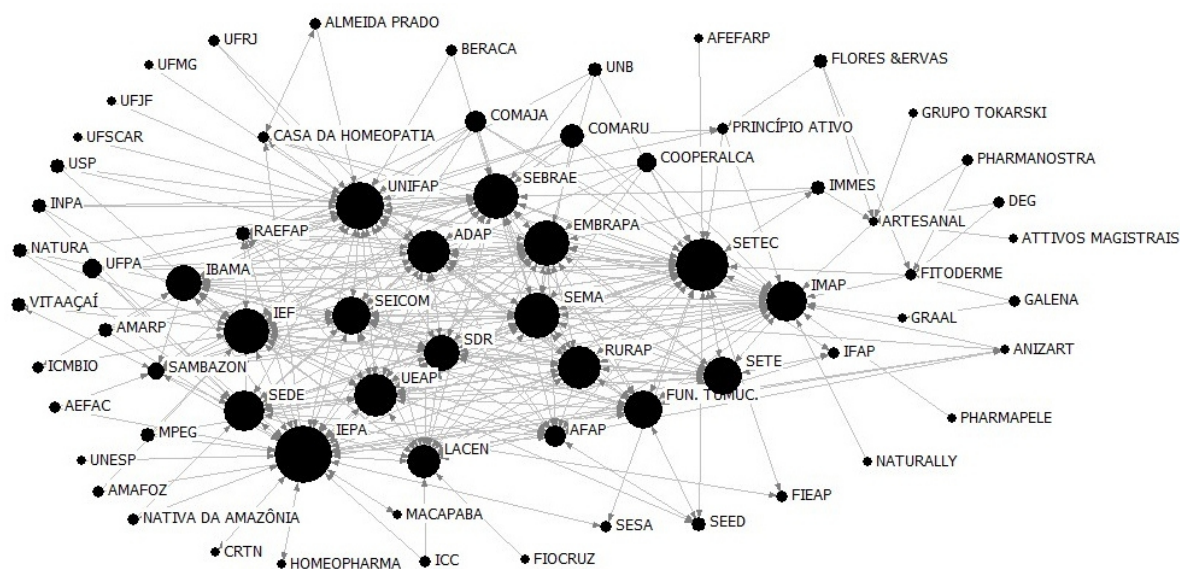 ALMEIDA PRADO
UFRJ
BERACA
AFEFARP
UFMG
UNB
FLORES &ERVAS
UFJF
COMAJA
GRUPO TOKARSKI
UFSCAR
CASA DA HOMEOPATIA
COMARU
PRINCÍPIO ATIVO
USP
COOPERALCA
PHARMANOSTRA
UNIFAP
SEBRAE
IMMES
INPA
DEG
EMBRAPA
ARTESANAL
RAEFAP
ADAP
SETEC
ATTIVOS MAGISTRAIS
NATURA
UFPA
IBAMA
FITODERME
IMAP
VITAAÇAÍ
IEF
SEICOM
SEMA
GALENA
GRAAL
AMARP
SDR
RURAP
IFAP
ANIZART
ICMBIO
SAMBAZON
UEAP
SETE
AEFAC
SEDE
FUN. TUMUC.
PHARMAPELE
MPEG
IEPA
AFAP
UNESP
LACEN
NATURALLY
AMAFOZ
FIEAP
NATIVA DA AMAZÔNIA
MACAPABA
SESA
SEED
CRTN
HOMEOPHARMA
ICC
FIOCRUZ